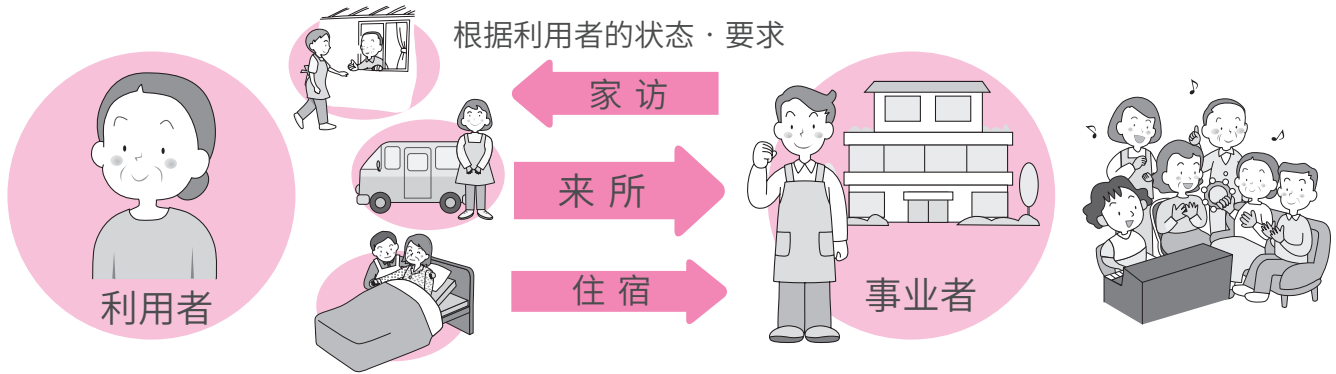 根据利用者的状态·要求
家访
来所
住宿
利用者
事业者